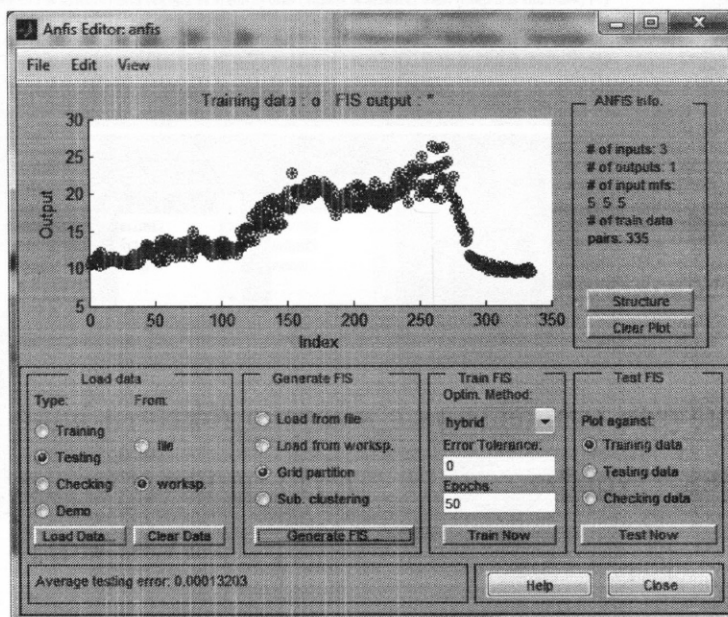 Anfis Editor: anfis
File Edit View
Training data : o FIS output : *
30
25
20
15
10
5
Output
0 50 100 150 200 250 300 350
Index
ANFIS Info.
# of inputs: 3
# of outputs: 1
# of input mfs:
5 5 5
# of train data
pairs: 335
Structure
Clear Plot
Load data
Type: From:
Training
file
Testing
Checking
worksp.
Demo
Load Data... Clear Data
Generate FIS
Load from file
Load from worksp.
Grid partition
Sub. clustering
Generate FIS...
Train FIS
Optim. Method:
hybrid
Error Tolerance:
0
Epochs:
50
Train Now
Test FIS
Plot against:
Training data
Testing data
Checking data
Test Now
Average testing error: 0.00013203
Help Close